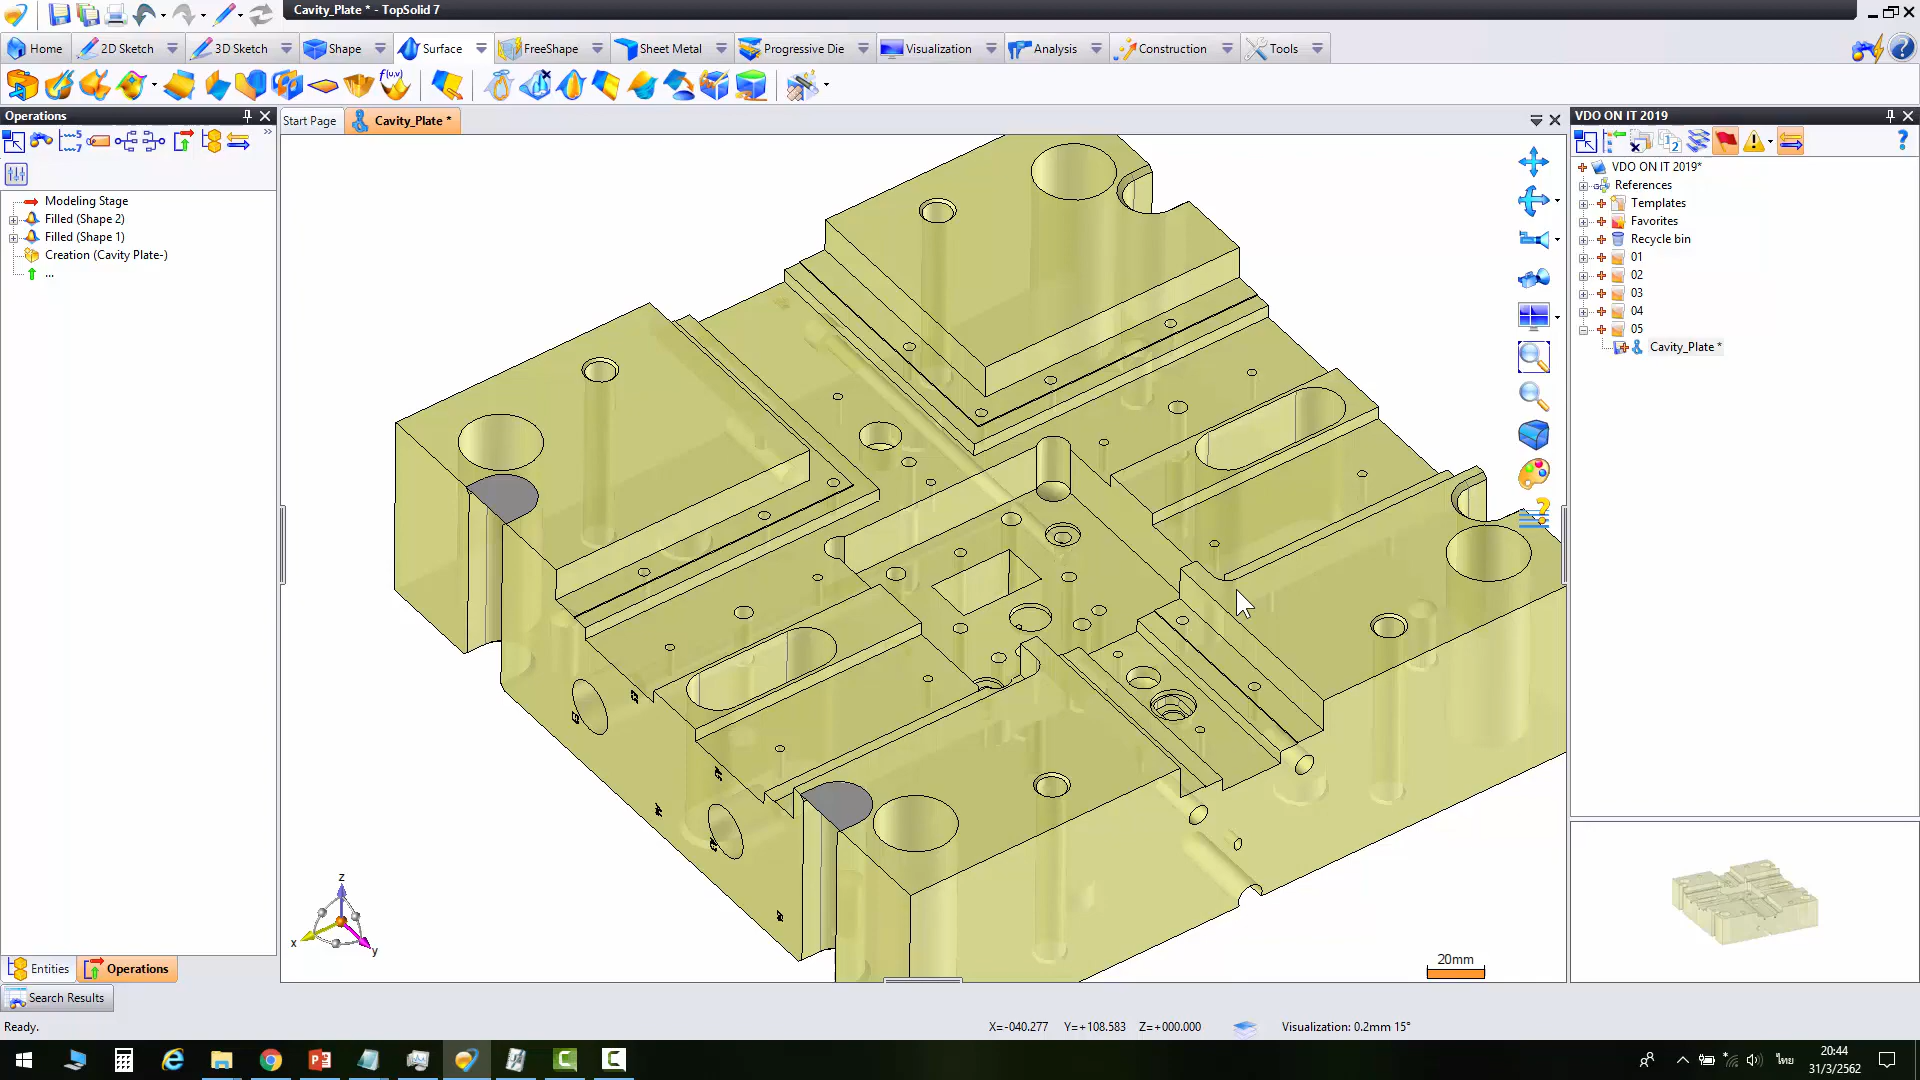 Cavity_Plate * - TopSolid 7
Home
2D Sketch
3D Sketch
Shape
Surface
FreeShape
Sheet Metal
Progressive Die
Visualization
Analysis
Construction
Tools
f(u,v)
Operations
Start Page
Cavity_Plate *
VDO ON IT 2019
Modeling Stage
Filled (Shape 2)
Filled (Shape 1)
Creation (Cavity Plate-)
...
VDO ON IT 2019*
References
Templates
Favorites
Recycle bin
01
02
03
04
05
Cavity_Plate *
z
x
y
20mm
Entities
Operations
Search Results
Ready.
X=-040.277 Y=+108.583 Z=+000.000
Visualization: 0.2mm 15°
ไทย
20:44
31/3/2562